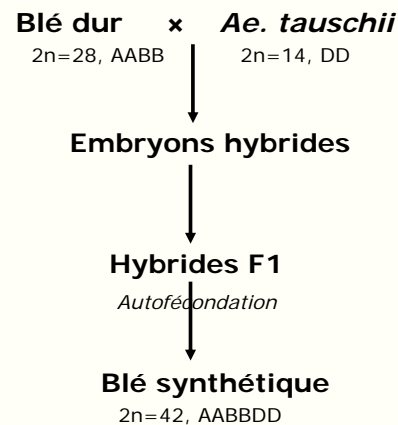 Blé dur × Ae. tauschii
2n=28, AABB 2n=14, DD
Embryons hybrides
Hybrides F1
Autofécondation
Blé synthétique
2n=42, AABBDD